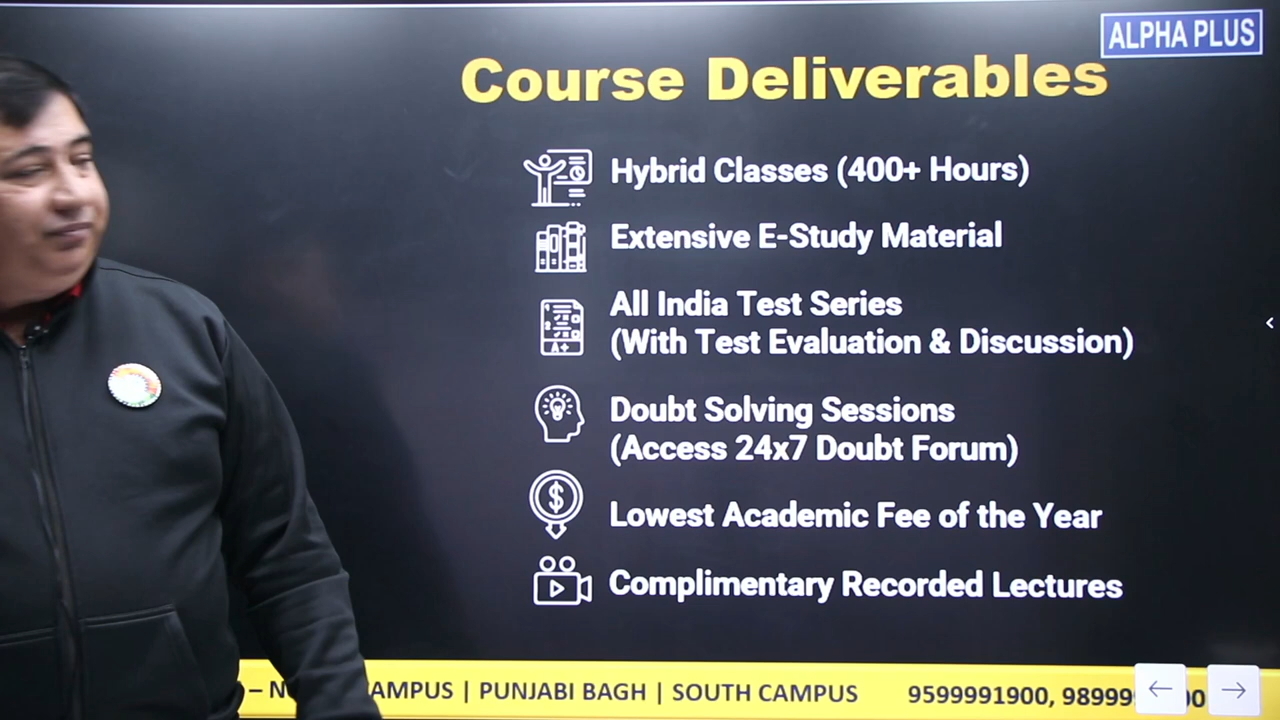 ALPHA PLUS
Course Deliverables
Hybrid Classes (400+ Hours)
Extensive E-Study Material
All India Test Series
(With Test Evaluation & Discussion)
Doubt Solving Sessions
(Access 24x7 Doubt Forum)
Lowest Academic Fee of the Year
Complimentary Recorded Lectures
| PUNJABI BAGH | SOUTH CAMPUS 9599991900,